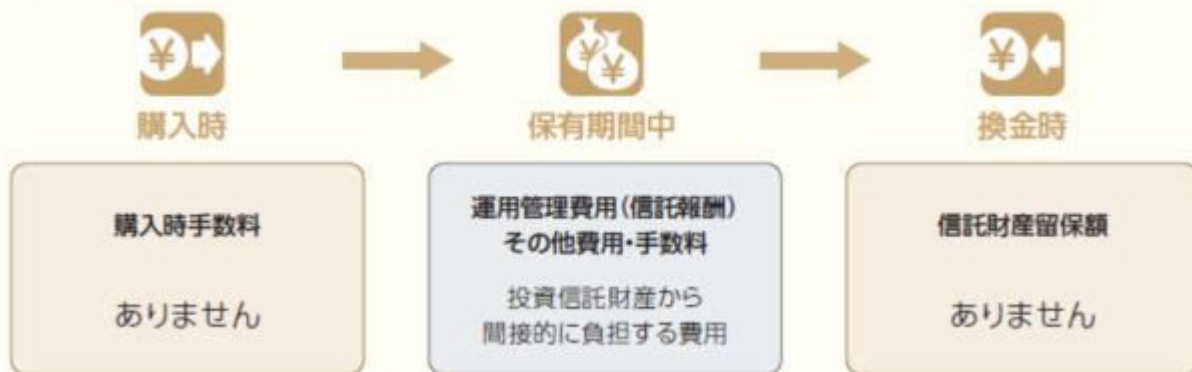 ¥
購入時
¥
¥
保有期間中
¥
換金時
購入時手数料
ありません
運用管理費用(信託報酬)
その他費用・手数料
投資信託財産から
間接的に負担する費用
信託財産留保額
ありません